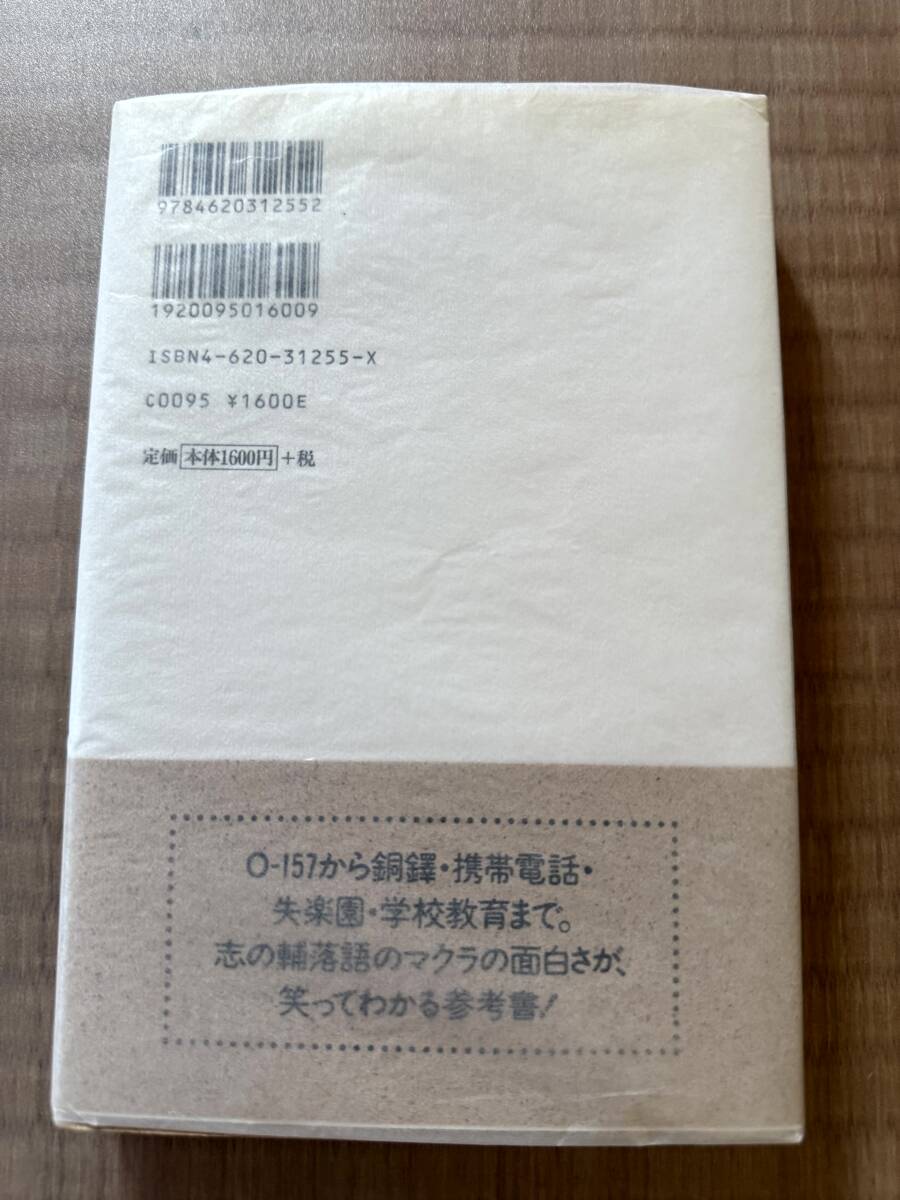 9784620312552
1920095016009
ISBN4-620-31255-X
C0095 ¥1600E
定価 本体1600円 +税
O-157から銅鐸・携帯電話・
失楽園・学校教育まで。
志の輔落語のマクラの面白さが、
笑ってわかる参考書!